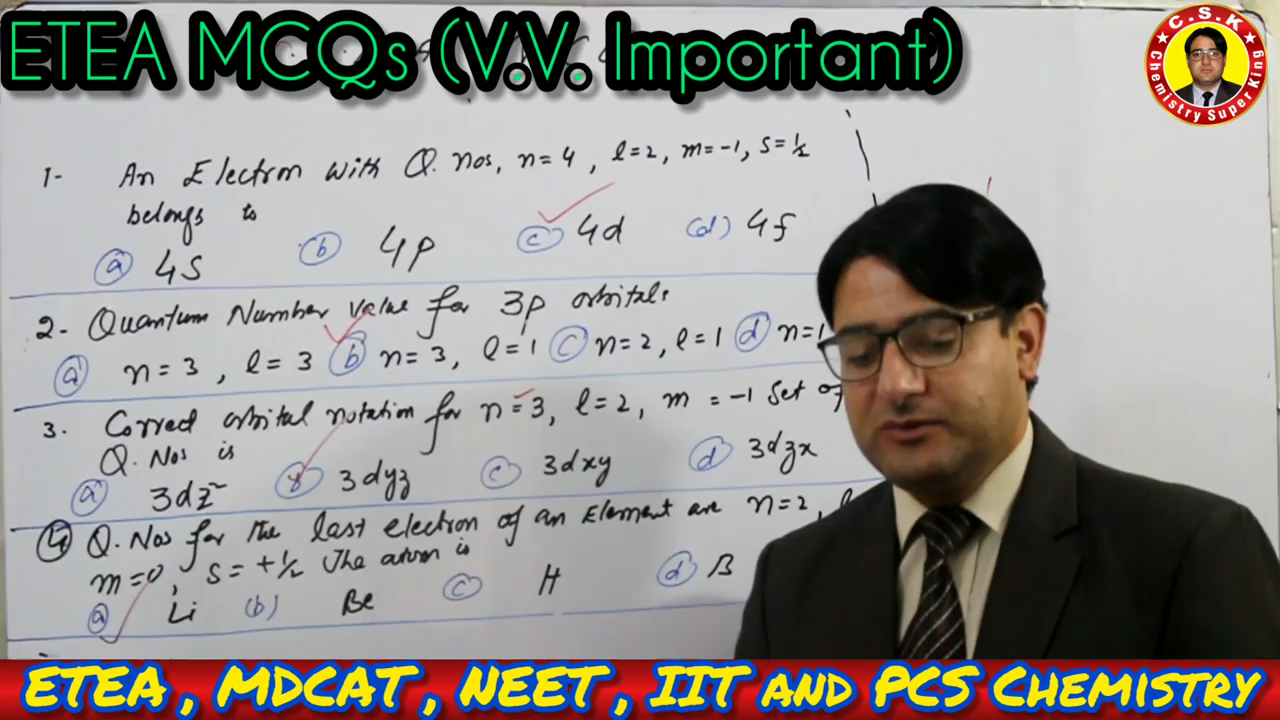 ETEA MCQs (V.V. Important)
C.S.K
Chemistry Super King
1- An Electron with Q. nos, n=4, l=2, m=-1, s=½
belongs to
(a) 4s (b) 4p (c) 4d (d) 4f
2- Quantum Number Value for 3p orbitals
(a) n=3, l=3 (b) n=3, l=1 (c) n=2, l=1 (d) n=1
3. Correct orbital notation for n=3, l=2, m=-1 Set of
Q. Nos is
(a) 3dz² (b) 3dyz (c) 3dxy (d) 3dzx
(4) Q. Nos for the last electron of an Element are n=2, l
m=0, s=+½ The atom is
(a) Li (b) Be (c) H (d) B
ETEA, MDCAT, NEET, IIT AND PCS CHEMISTRY